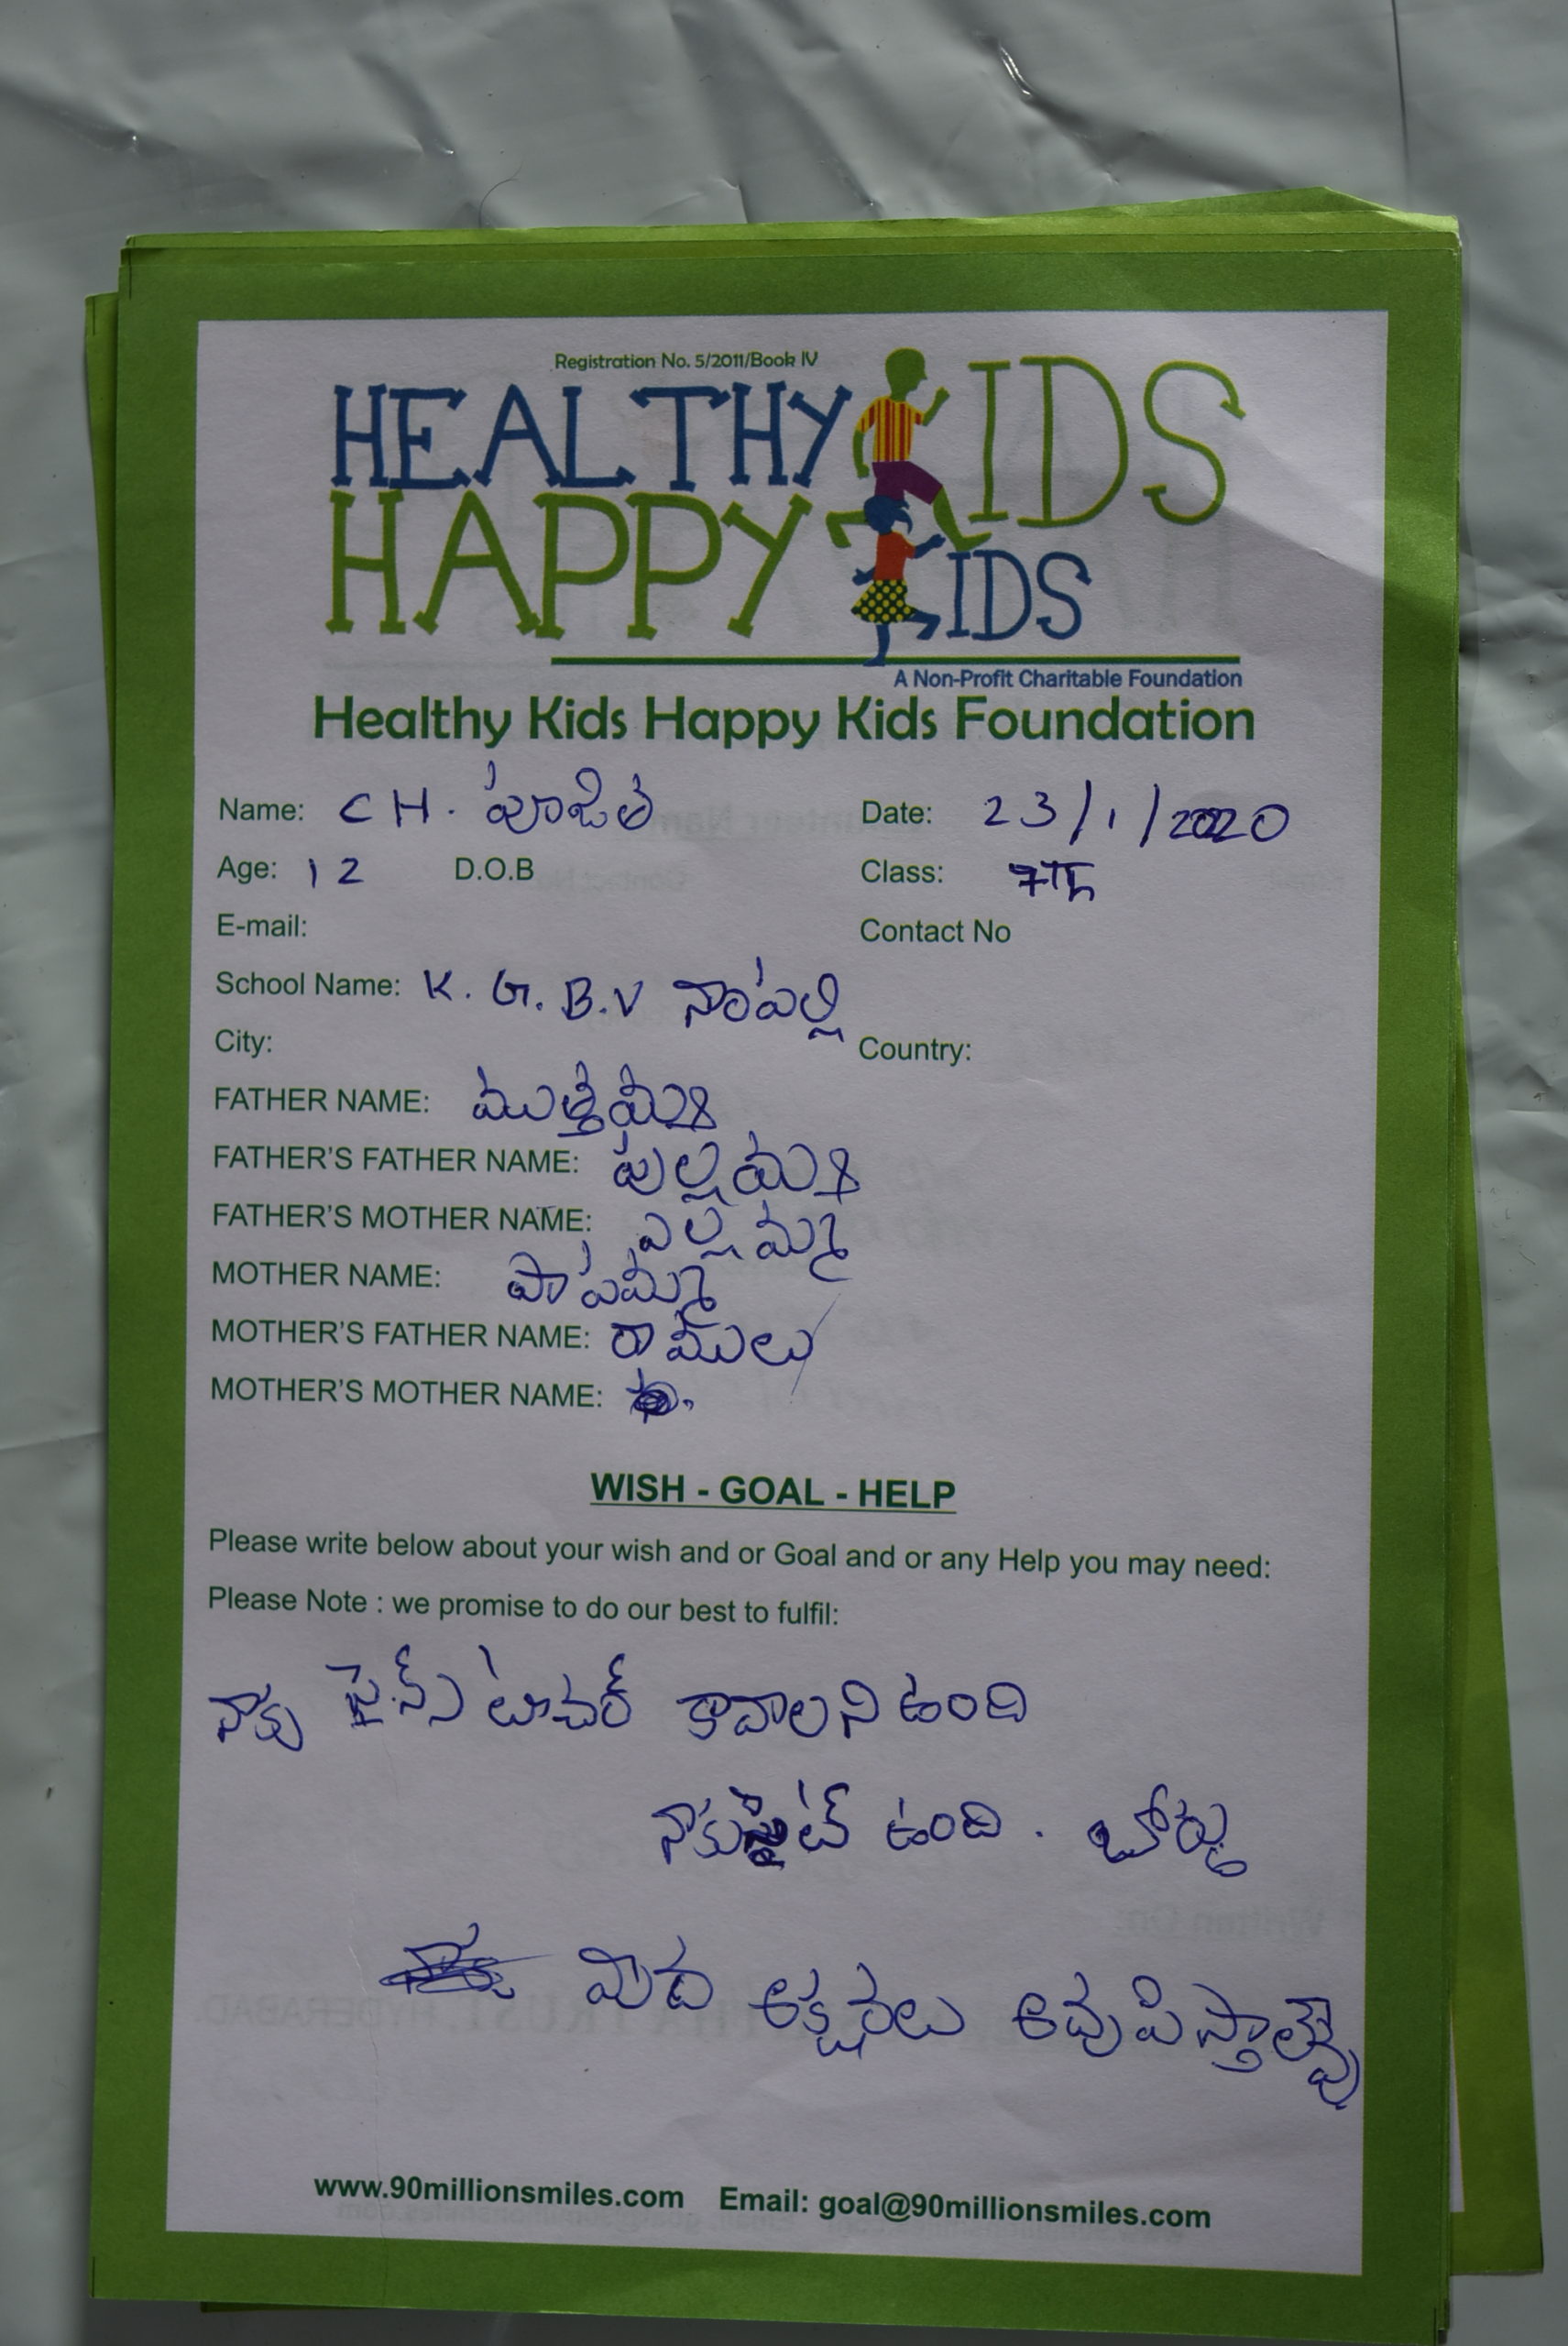 Registration No. 5/2011/Book IV
HEALTHY KIDS
HAPPY KIDS
A Non-Profit Charitable Foundation
Healthy Kids Happy Kids Foundation
Name: CH. పూజిత Date: 23/1/2020
Age: 12 D.O.B Class: 7Th
E-mail: Contact No
School Name: K. G. B.V నాంపల్లి
City: Country:
FATHER NAME: ముత్తయ్య
FATHER'S FATHER NAME: పుల్లయ్య
FATHER'S MOTHER NAME: ఎల్లమ్మ
MOTHER NAME: పాపమ్మ
MOTHER'S FATHER NAME: రాములు
MOTHER'S MOTHER NAME:
WISH - GOAL - HELP
Please write below about your wish and or Goal and or any Help you may need:
Please Note : we promise to do our best to fulfil:
నాకు సైన్స్ టీచర్ కావాలని ఉంది
నాకు సైట్ ఉంది. బోర్డు
మీద అక్షరాలు
www.90millionsmiles.com Email: goal@90millionsmiles.com